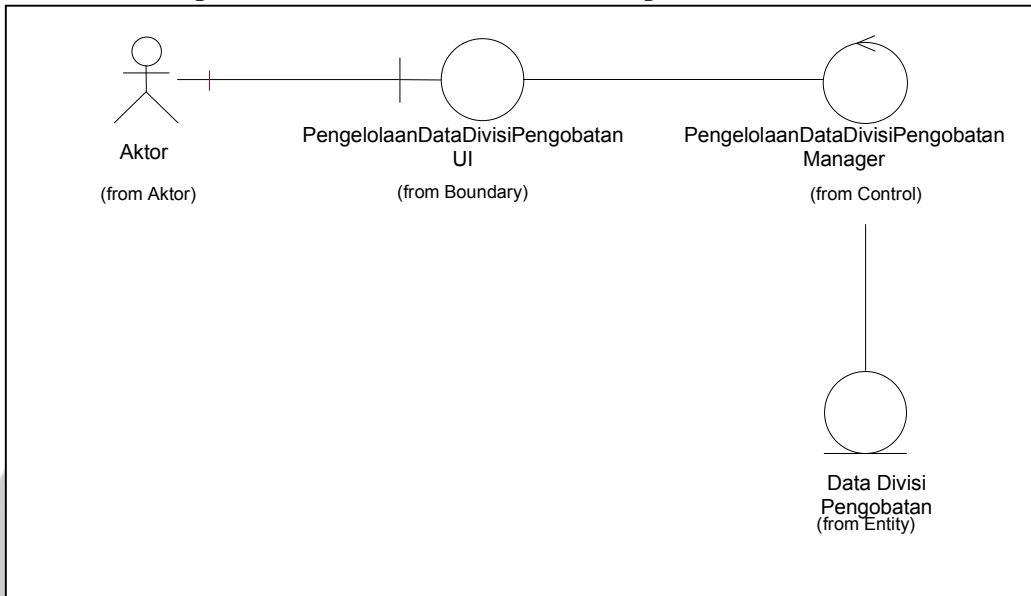 Aktor
(from Aktor)
PengelolaanDataDivisiPengobatan
UI
(from Boundary)
PengelolaanDataDivisiPengobatan
Manager
(from Control)
Data Divisi
Pengobatan
(from Entity)